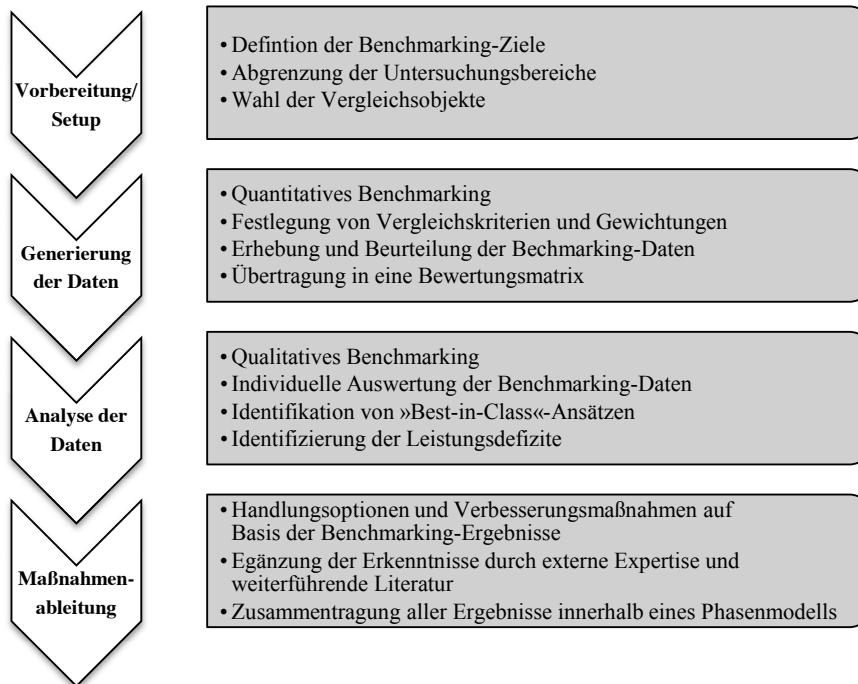 Vorbereitung/
Setup
• Defintion der Benchmarking-Ziele
• Abgrenzung der Untersuchungsbereiche
• Wahl der Vergleichsobjekte
Generierung
der Daten
• Quantitatives Benchmarking
• Festlegung von Vergleichskriterien und Gewichtungen
• Erhebung und Beurteilung der Bechmarking-Daten
• Übertragung in eine Bewertungsmatrix
Analyse der
Daten
• Qualitatives Benchmarking
• Individuelle Auswertung der Benchmarking-Daten
• Identifikation von »Best-in-Class«-Ansätzen
• Identifizierung der Leistungsdefizite
Maßnahmen-
ableitung
• Handlungsoptionen und Verbesserungsmaßnahmen auf
Basis der Benchmarking-Ergebnisse
• Egänzung der Erkenntnisse durch externe Expertise und
weiterführende Literatur
• Zusammentragung aller Ergebnisse innerhalb eines Phasenmodells